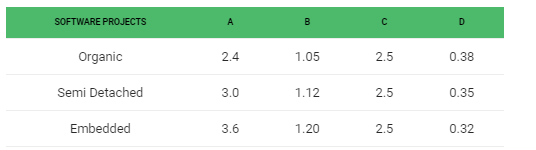 SOFTWARE PROJECTS A B C D
Organic 2.4 1.05 2.5 0.38
Semi Detached 3.0 1.12 2.5 0.35
Embedded 3.6 1.20 2.5 0.32